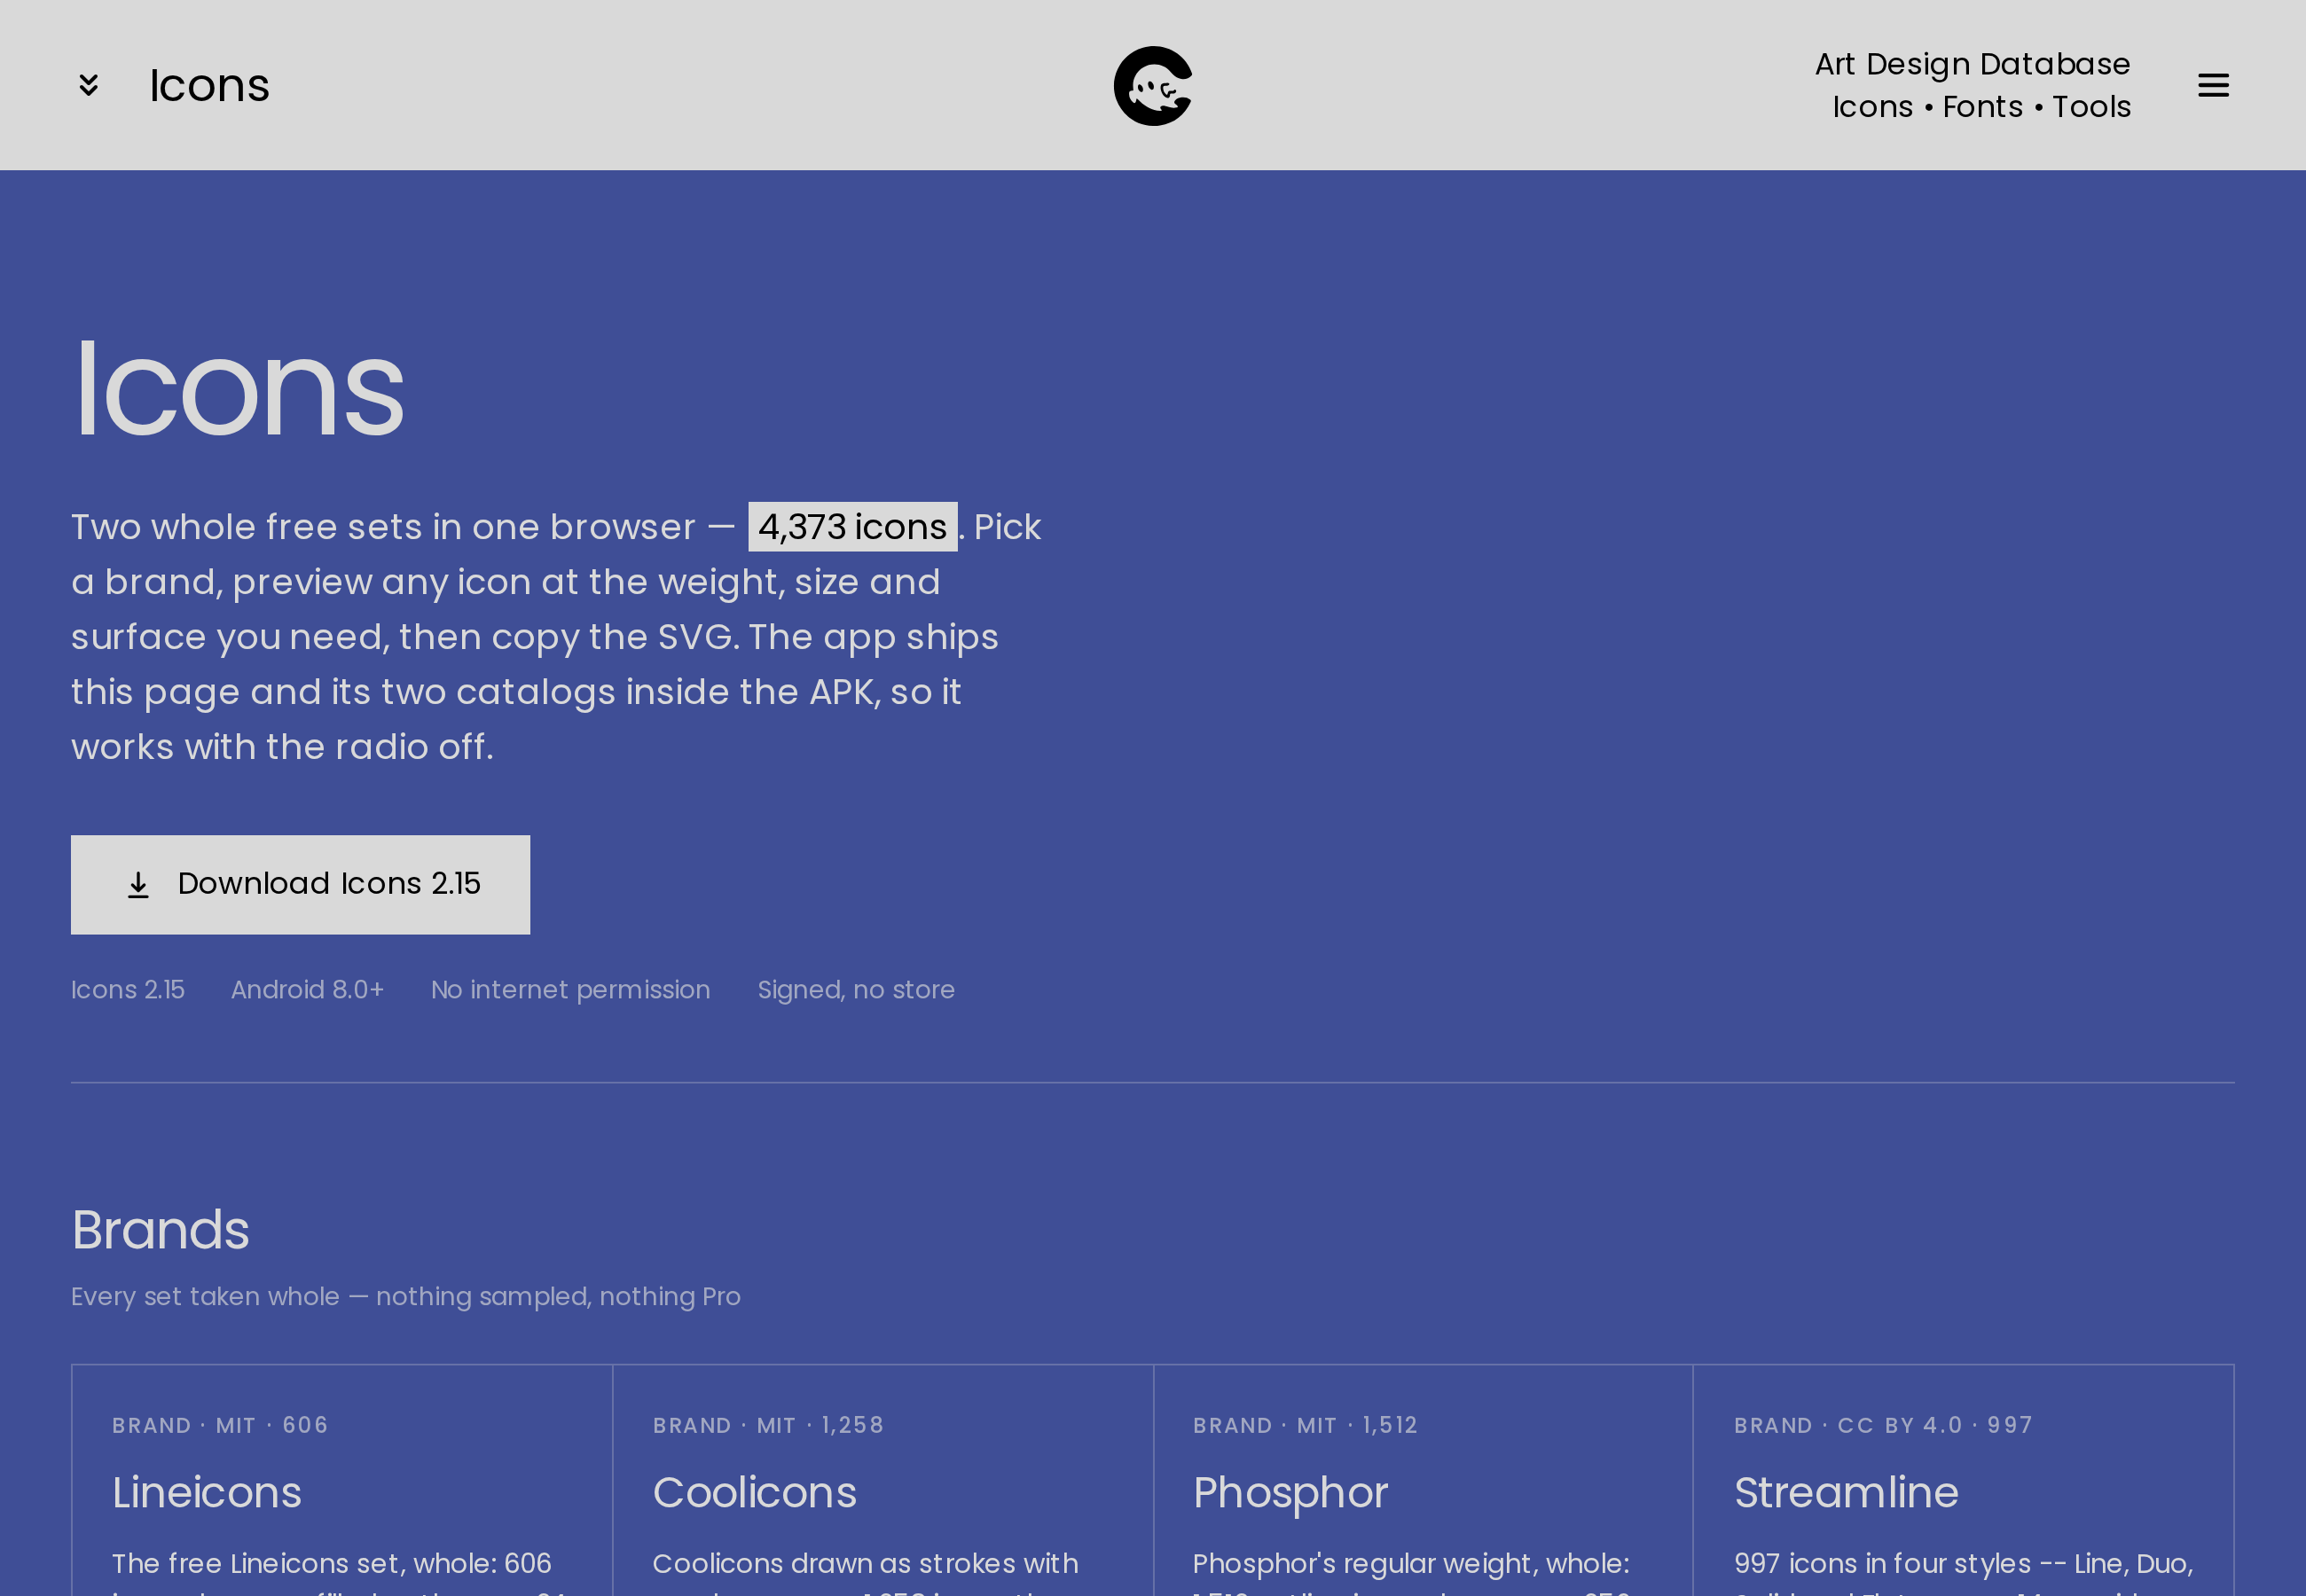 Icons
Art Design Database
Icons • Fonts • Tools
Icons
Two whole free sets in one browser — 4,373 icons. Pick
a brand, preview any icon at the weight, size and
surface you need, then copy the SVG. The app ships
this page and its two catalogs inside the APK, so it
works with the radio off.
Download Icons 2.15
Icons 2.15 Android 8.0+ No internet permission Signed, no store
Brands
Every set taken whole — nothing sampled, nothing Pro
BRAND · MIT · 606
Lineicons
The free Lineicons set, whole: 606
BRAND · MIT · 1,258
Coolicons
Coolicons drawn as strokes with
BRAND · MIT · 1,512
Phosphor
Phosphor's regular weight, whole:
BRAND · CC BY 4.0 · 997
Streamline
997 icons in four styles -- Line, Duo,